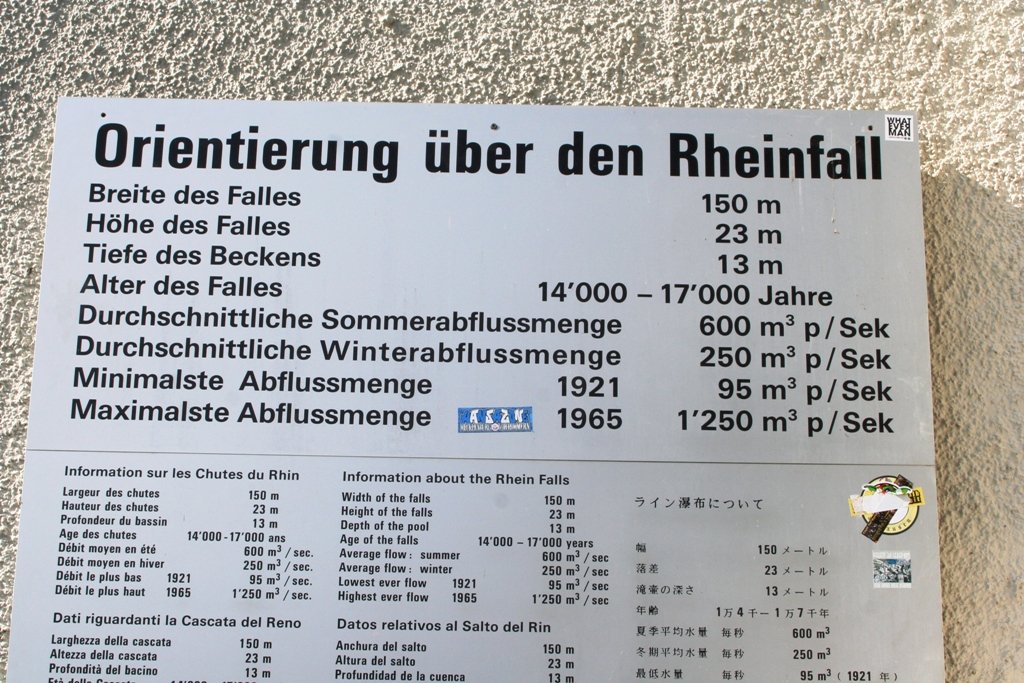 Orientierung über den Rheinfall
WHAT
EVER
MAN
Breite des Falles 150 m
Höhe des Falles 23 m
Tiefe des Beckens 13 m
Alter des Falles 14'000 – 17'000 Jahre
Durchschnittliche Sommerabflussmenge 600 m³ p/Sek
Durchschnittliche Winterabflussmenge 250 m³ p/Sek
Minimalste Abflussmenge 1921 95 m³ p/Sek
Maximalste Abflussmenge 1965 1'250 m³ p/Sek
Information sur les Chutes du Rhin
Largeur des chutes 150 m
Hauteur des chutes 23 m
Profondeur du bassin 13 m
Age des chutes 14'000-17'000 ans
Débit moyen en été 600 m³/sec.
Débit moyen en hiver 250 m³/sec.
Débit le plus bas 1921 95 m³/sec.
Débit le plus haut 1965 1'250 m³/sec.
Information about the Rhein Falls
Width of the falls 150 m
Height of the falls 23 m
Depth of the pool 13 m
Age of the falls 14'000 – 17'000 years
Average flow: summer 600 m³/sec
Average flow: winter 250 m³/sec
Lowest ever flow 1921 95 m³/sec
Highest ever flow 1965 1'250 m³/sec
ライン瀑布について
幅 150 メートル
落差 23 メートル
滝壷の深さ 13 メートル
年齢 1万4千ー1万7千年
夏季平均水量 毎秒 600 m³
冬期平均水量 毎秒 250 m³
最低水量 毎秒 95 m³ (1921 年)
Dati riguardanti la Cascata del Reno
Larghezza della cascata 150 m
Altezza della cascata 23 m
Profondità del bacino 13 m
Datos relativos al Salto del Rin
Anchura del salto 150 m
Altura del salto 23 m
Profundidad de la cuenca 13 m